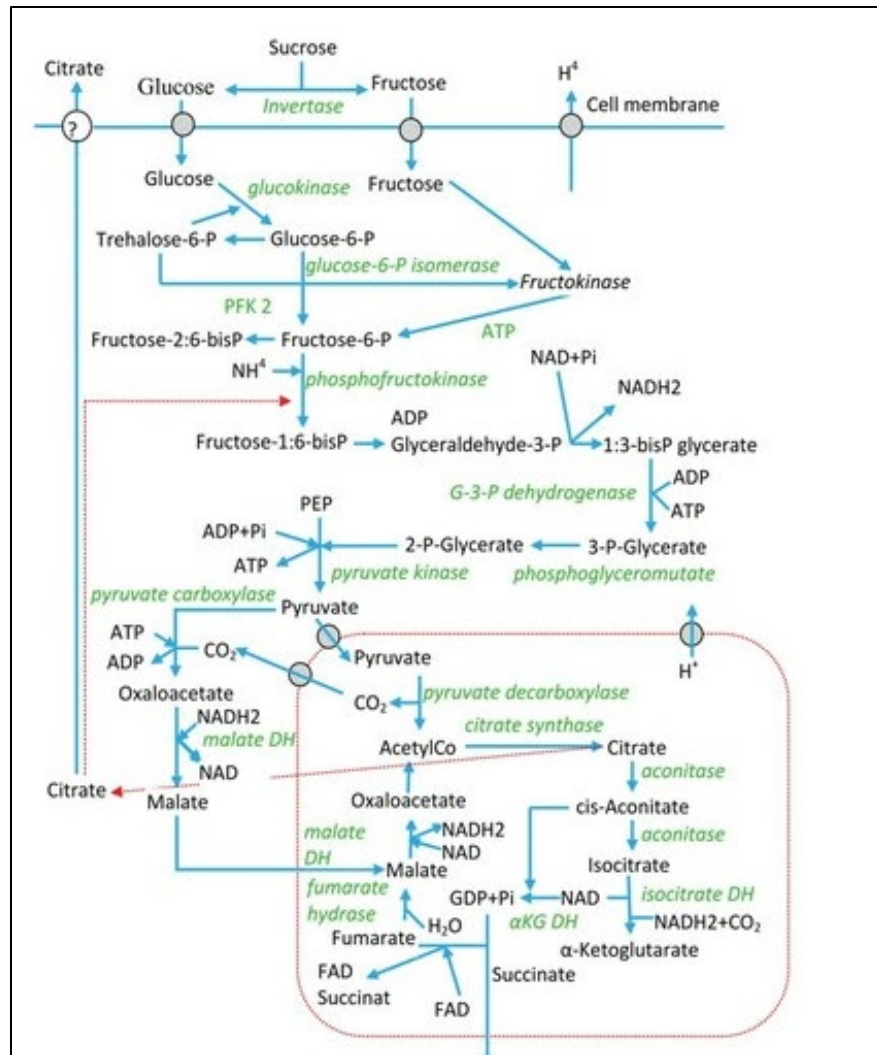 Sucrose
Citrate
Glucose
Fructose
H⁴
Invertase
Cell membrane
?
Glucose
Fructose
glucokinase
Trehalose-6-P
Glucose-6-P
glucose-6-P isomerase
Fructokinase
PFK 2
ATP
Fructose-2:6-bisP
Fructose-6-P
NH⁴
phosphofructokinase
NAD+Pi
NADH2
ADP
Fructose-1:6-bisP
Glyceraldehyde-3-P
1:3-bisP glycerate
G-3-P dehydrogenase
ADP
ATP
PEP
ADP+Pi
ATP
2-P-Glycerate
3-P-Glycerate
pyruvate kinase
phosphoglyceromutate
pyruvate carboxylase
Pyruvate
ATP
ADP
CO₂
Pyruvate
H⁺
Oxaloacetate
CO₂
pyruvate decarboxylase
NADH2
malate DH
NAD
citrate synthase
AcetylCo
Citrate
Citrate
Malate
aconitase
Oxaloacetate
cis-Aconitate
malate
DH
NADH2
NAD
aconitase
Isocitrate
Malate
fumarate
hydrase
GDP+Pi
NAD
isocitrate DH
H₂O
αKG DH
NADH2+CO₂
Fumarate
α-Ketoglutarate
FAD
Succinat
FAD
Succinate